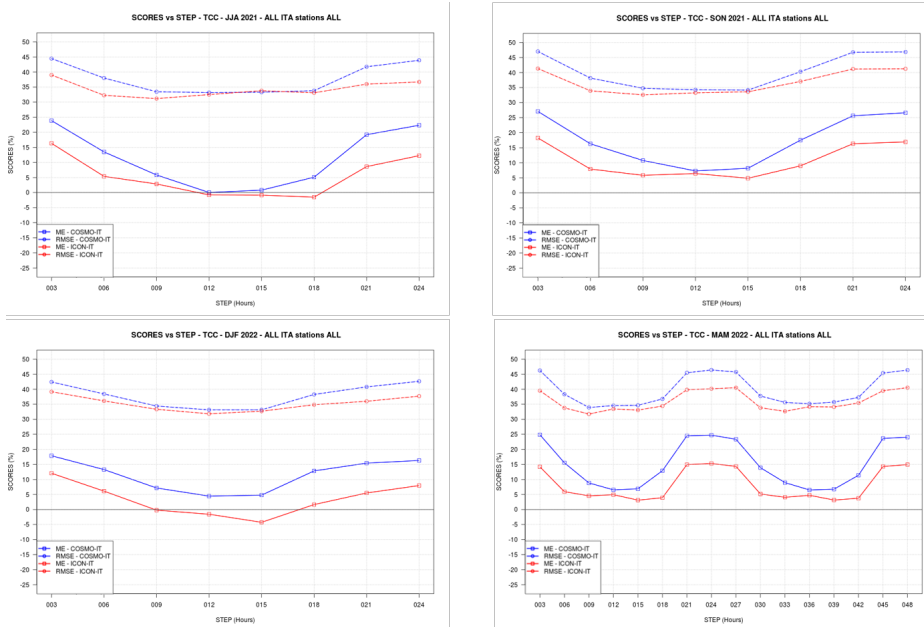 SCORES vs STEP - TCC - JJA 2021 - ALL ITA stations ALL
SCORES (%)
50
45
40
35
30
25
20
15
10
5
0
-5
-10
-15
-20
-25
ME - COSMO-IT
RMSE - COSMO-IT
ME - ICON-IT
RMSE - ICON-IT
003 006 009 012 015 018 021 024
STEP (Hours)
SCORES vs STEP - TCC - SON 2021 - ALL ITA stations ALL
SCORES (%)
50
45
40
35
30
25
20
15
10
5
0
-5
-10
-15
-20
-25
ME - COSMO-IT
RMSE - COSMO-IT
ME - ICON-IT
RMSE - ICON-IT
003 006 009 012 015 018 021 024
STEP (Hours)
SCORES vs STEP - TCC - DJF 2022 - ALL ITA stations ALL
SCORES (%)
50
45
40
35
30
25
20
15
10
5
0
-5
-10
-15
-20
-25
ME - COSMO-IT
RMSE - COSMO-IT
ME - ICON-IT
RMSE - ICON-IT
003 006 009 012 015 018 021 024
STEP (Hours)
SCORES vs STEP - TCC - MAM 2022 - ALL ITA stations ALL
SCORES (%)
50
45
40
35
30
25
20
15
10
5
0
-5
-10
-15
-20
-25
ME - COSMO-IT
RMSE - COSMO-IT
ME - ICON-IT
RMSE - ICON-IT
003 006 009 012 015 018 021 024 027 030 033 036 039 042 045 048
STEP (Hours)